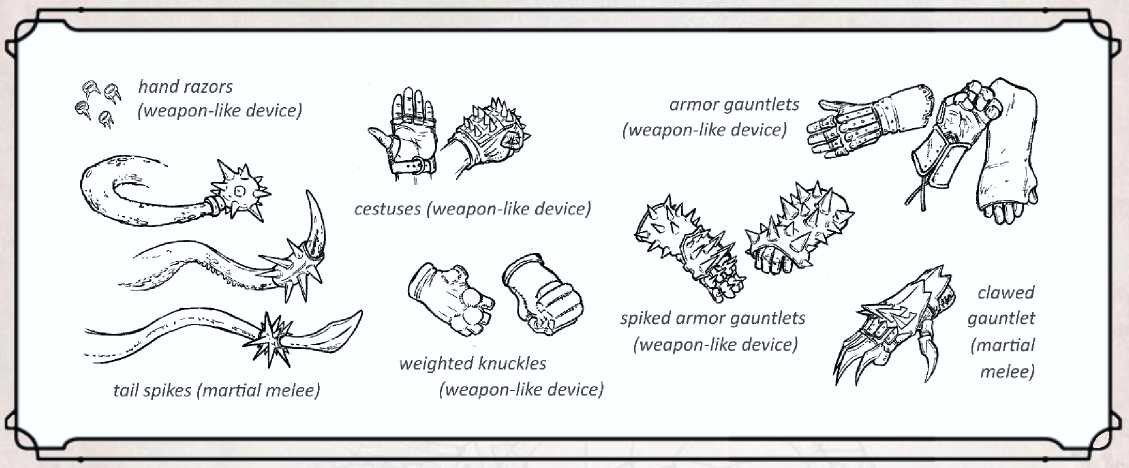 hand razors
(weapon-like device)
tail spikes (martial melee)
cestuses (weapon-like device)
weighted knuckles
(weapon-like device)
armor gauntlets
(weapon-like device)
spiked armor gauntlets
(weapon-like device)
clawed
gauntlet
(martial
melee)